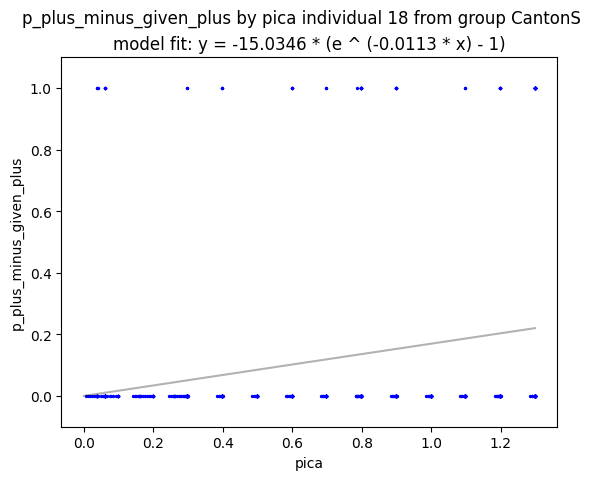 p_plus_minus_given_plus by pica individual 18 from group CantonS
model fit: y = -15.0346 * (e ^ (-0.0113 * x) - 1)
1.0
0.8
0.6
0.4
0.2
0.0
p_plus_minus_given_plus
0.0 0.2 0.4 0.6 0.8 1.0 1.2
pica